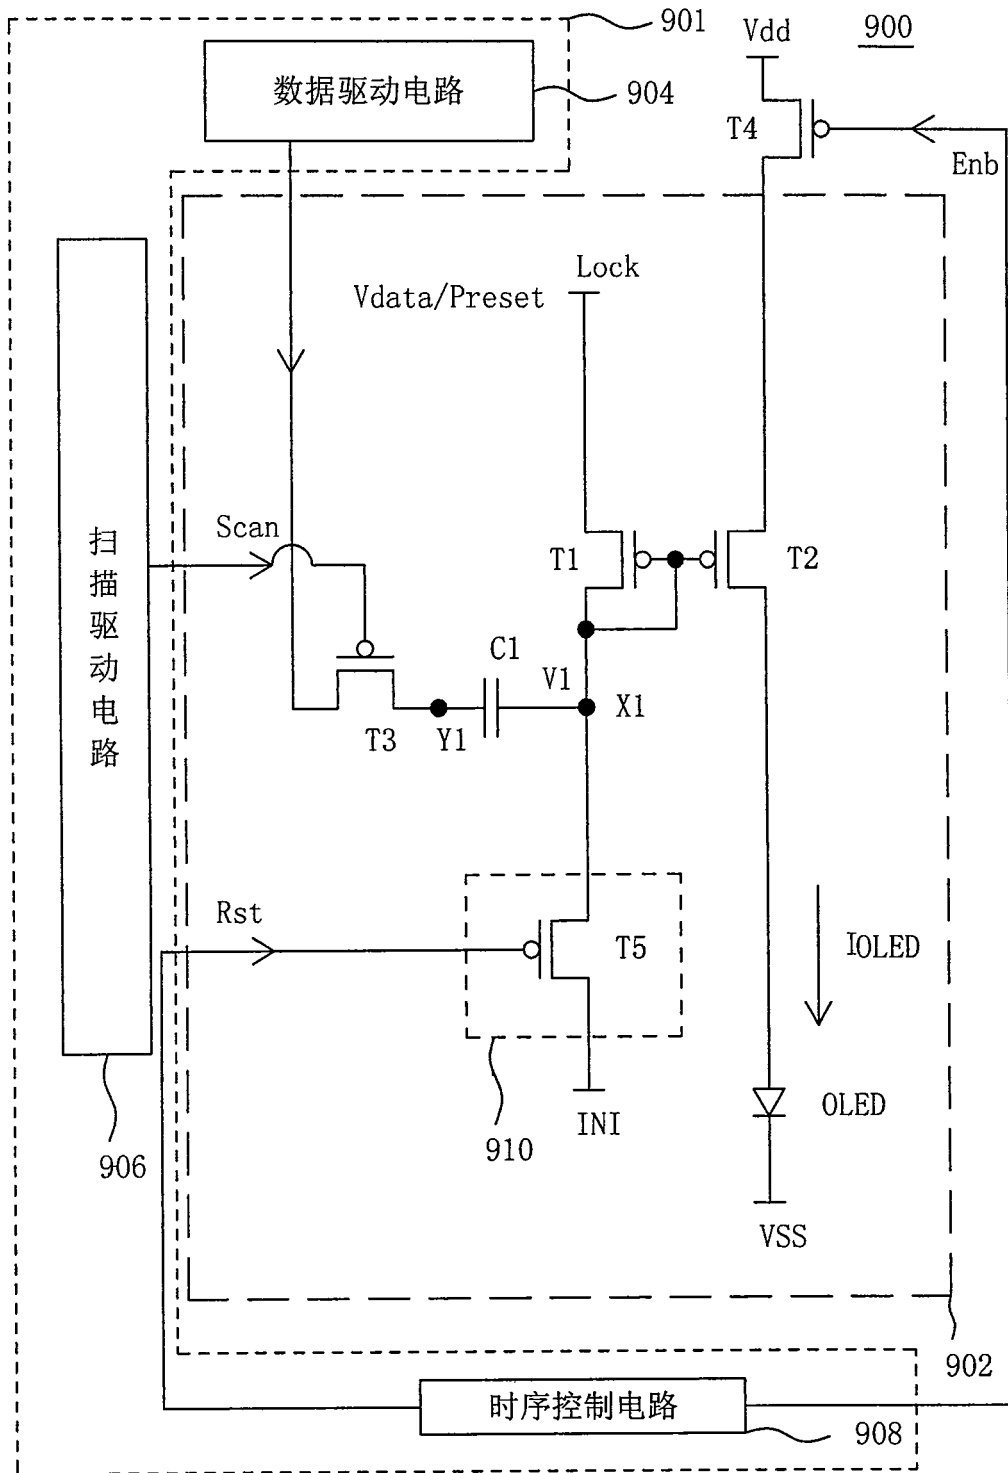 901
Vdd
900
数据驱动电路
904
T4
Enb
Lock
Vdata/Preset
扫描驱动电路
Scan
T1
T2
C1
V1
X1
T3
Y1
Rst
T5
IOLED
910
INI
OLED
906
VSS
902
时序控制电路
908